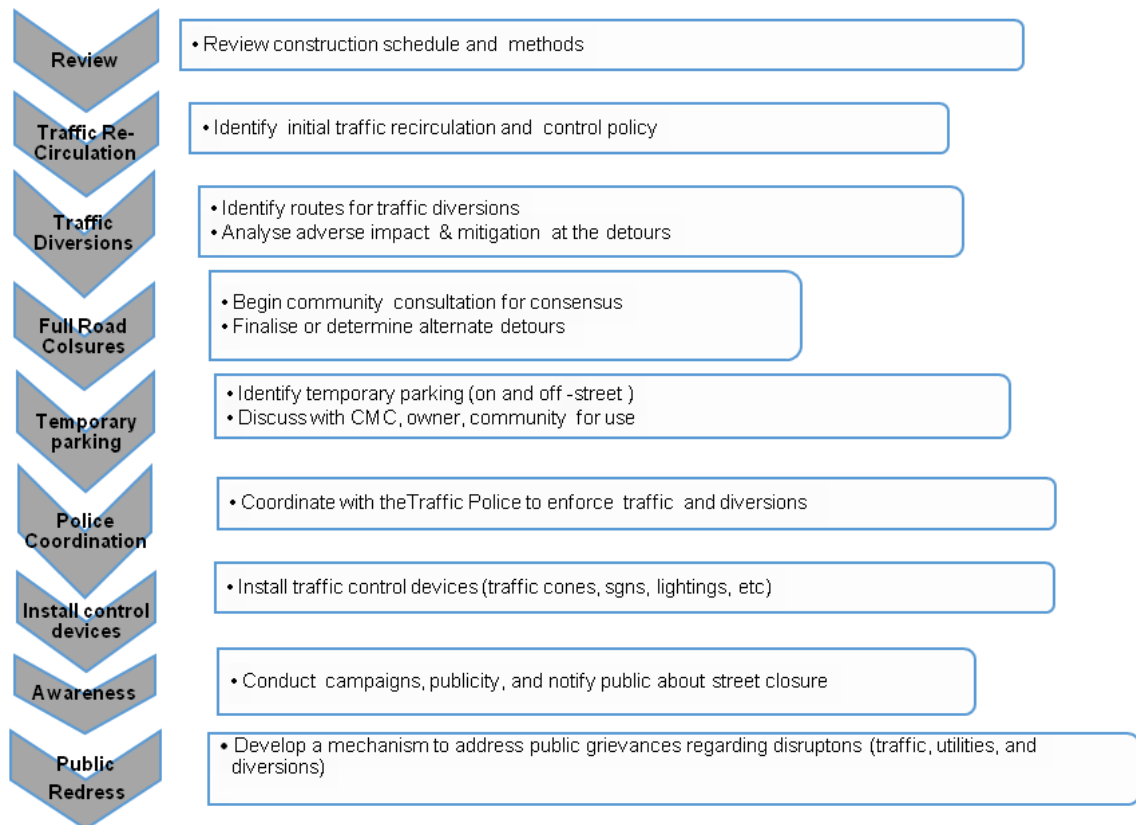 Review
• Review construction schedule and methods
Traffic Re-
Circulation
• Identify initial traffic recirculation and control policy
Traffic
Diversions
• Identify routes for traffic diversions
• Analyse adverse impact & mitigation at the detours
Full Road
Colsures
• Begin community consultation for consensus
• Finalise or determine alternate detours
Temporary
parking
• Identify temporary parking (on and off -street )
• Discuss with CMC, owner, community for use
Police
Coordination
• Coordinate with theTraffic Police to enforce traffic and diversions
Install control
devices
• Install traffic control devices (traffic cones, sgns, lightings, etc)
Awareness
• Conduct campaigns, publicity, and notify public about street closure
Public
Redress
• Develop a mechanism to address public grievances regarding disruptons (traffic, utilities, and
diversions)